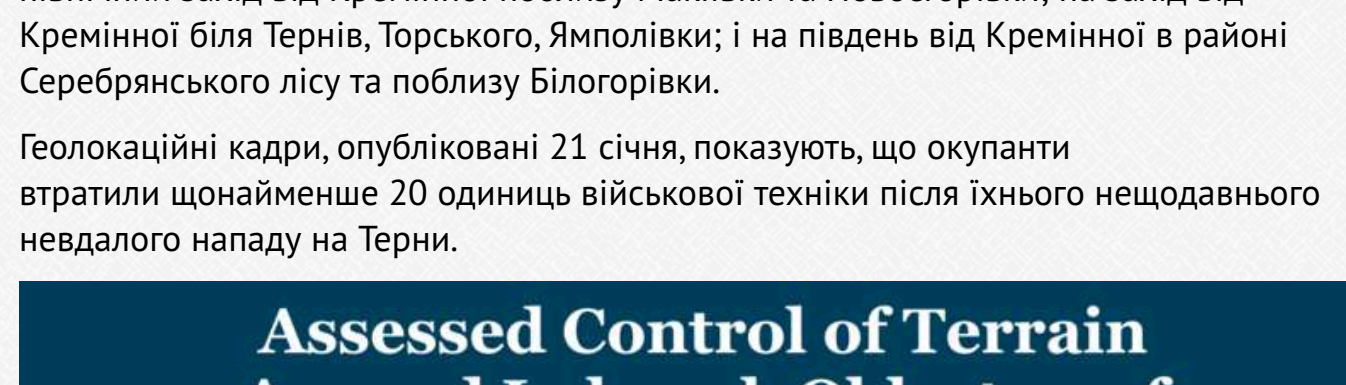 Кремінної біля Тернів, Торського, Ямполівки; і на південь від Кремінної в районі
Серебрянського лісу та поблизу Білогорівки.
Геолокаційні кадри, опубліковані 21 січня, показують, що окупанти
втратили щонайменше 20 одиниць військової техніки після їхнього нещодавнього
невдалого нападу на Терни.
Assessed Control of Terrain